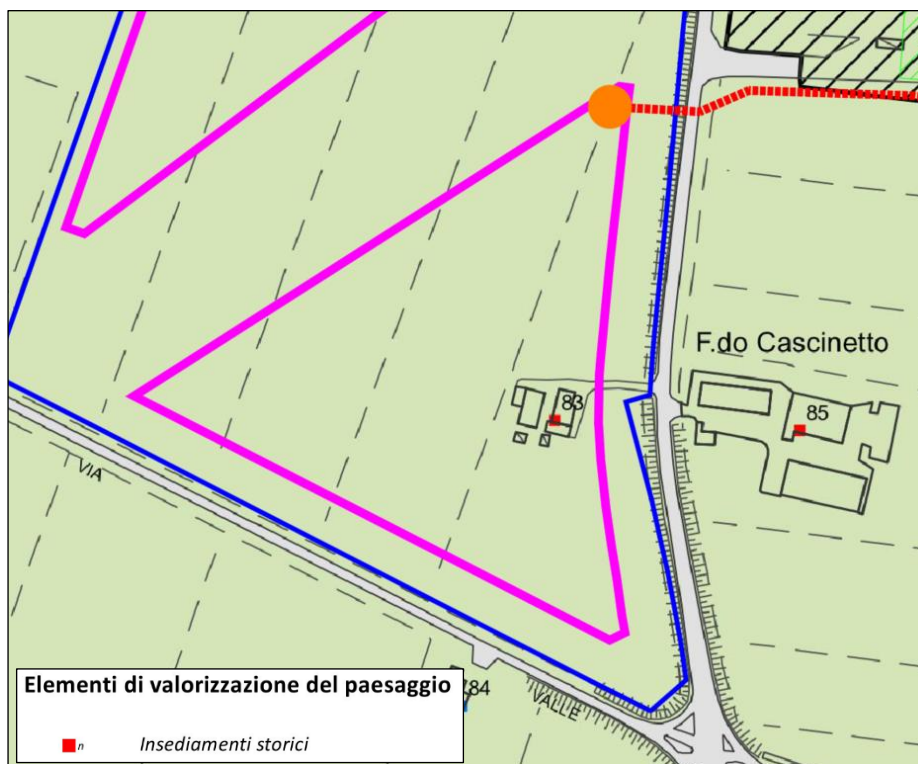 F.do Cascinetto
83
85
VIA
84
VALLE
Elementi di valorizzazione del paesaggio
n Insediamenti storici